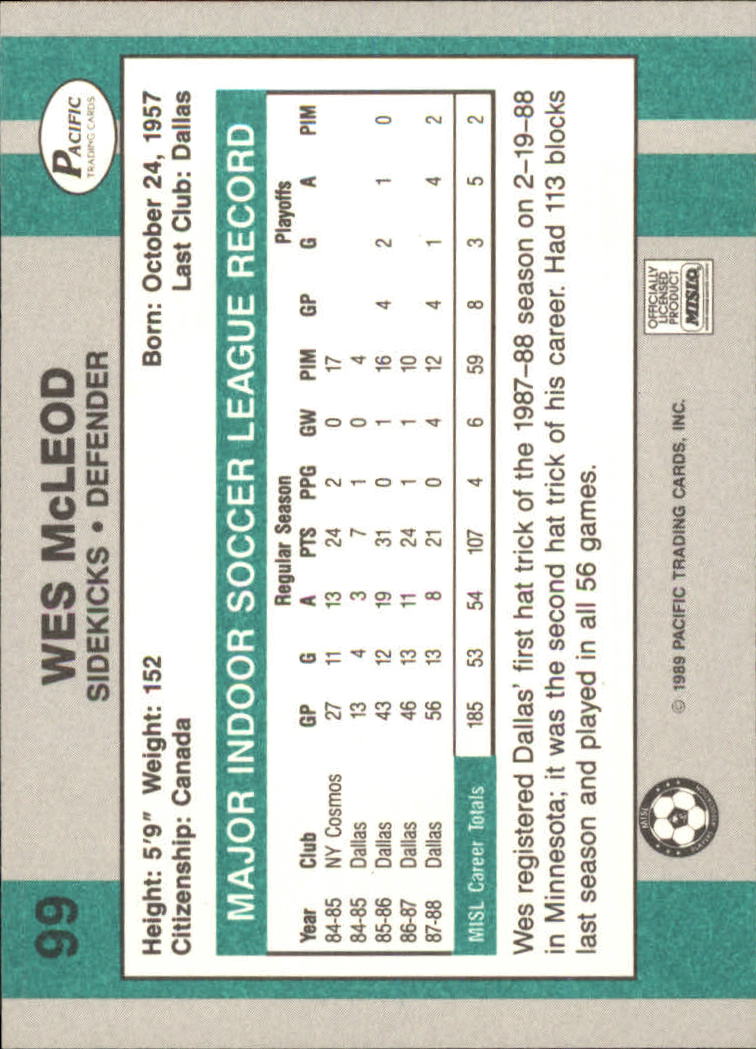 99
WES McLEOD
SIDEKICKS • DEFENDER
PACIFIC
TRADING CARDS
Height: 5'9" Weight: 152 Born: October 24, 1957
Citizenship: Canada Last Club: Dallas
MAJOR INDOOR SOCCER LEAGUE RECORD
Regular Season Playoffs
Year Club GP G A PTS PPG GW PIM GP G A PIM
84-85 NY Cosmos 27 11 13 24 2 0 17
84-85 Dallas 13 4 3 7 1 0 4
85-86 Dallas 43 12 19 31 0 1 16 4 2 1 0
86-87 Dallas 46 13 11 24 1 1 10
87-88 Dallas 56 13 8 21 0 4 12 4 1 4 2
MISL Career Totals 185 53 54 107 4 6 59 8 3 5 2
Wes registered Dallas' first hat trick of the 1987–88 season on 2–19–88
in Minnesota; it was the second hat trick of his career. Had 113 blocks
last season and played in all 56 games.
MISL
© 1989 PACIFIC TRADING CARDS, INC.
OFFICIALLY
LICENSED
PRODUCT
MISL